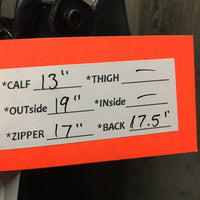 *CALF 13" *THIGH —
*OUTside 19" *INside —
*ZIPPER 17" *BACK 17.5"